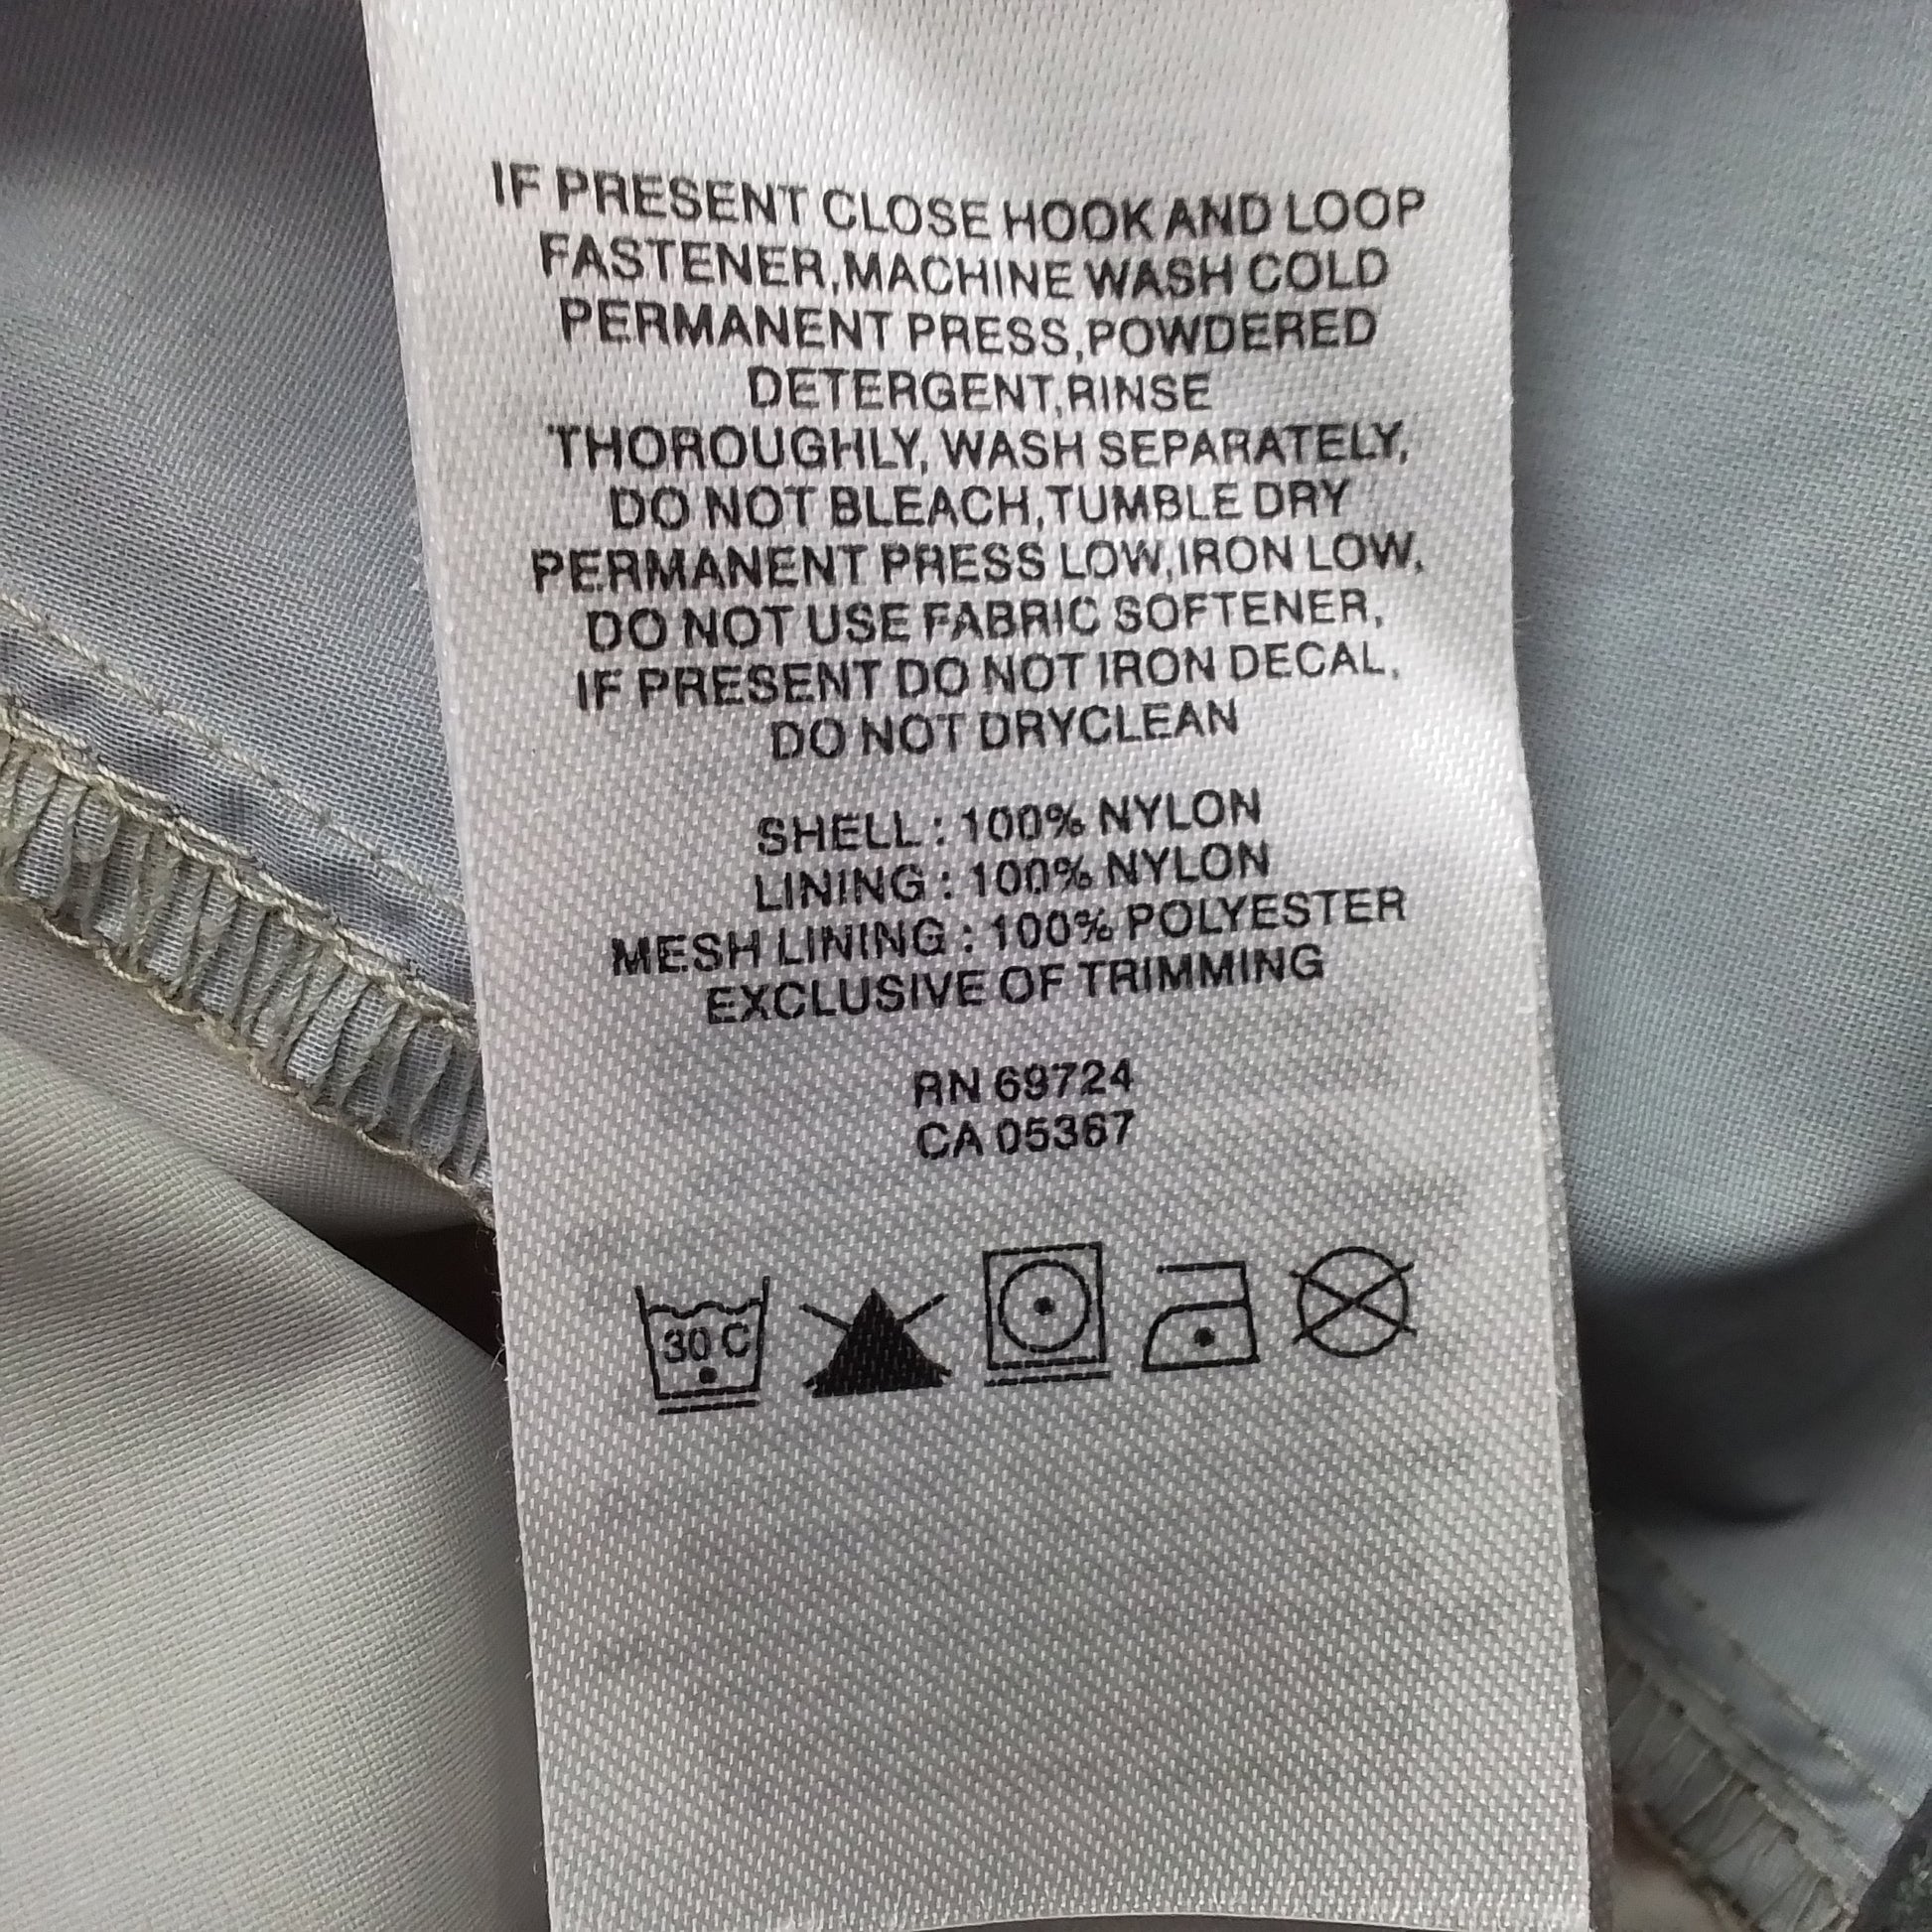 IF PRESENT CLOSE HOOK AND LOOP
FASTENER,MACHINE WASH COLD
PERMANENT PRESS,POWDERED
DETERGENT,RINSE
THOROUGHLY, WASH SEPARATELY,
DO NOT BLEACH,TUMBLE DRY
PERMANENT PRESS LOW,IRON LOW,
DO NOT USE FABRIC SOFTENER,
IF PRESENT DO NOT IRON DECAL,
DO NOT DRYCLEAN
SHELL : 100% NYLON
LINING : 100% NYLON
MESH LINING : 100% POLYESTER
EXCLUSIVE OF TRIMMING
RN 69724
CA 05367
30 C